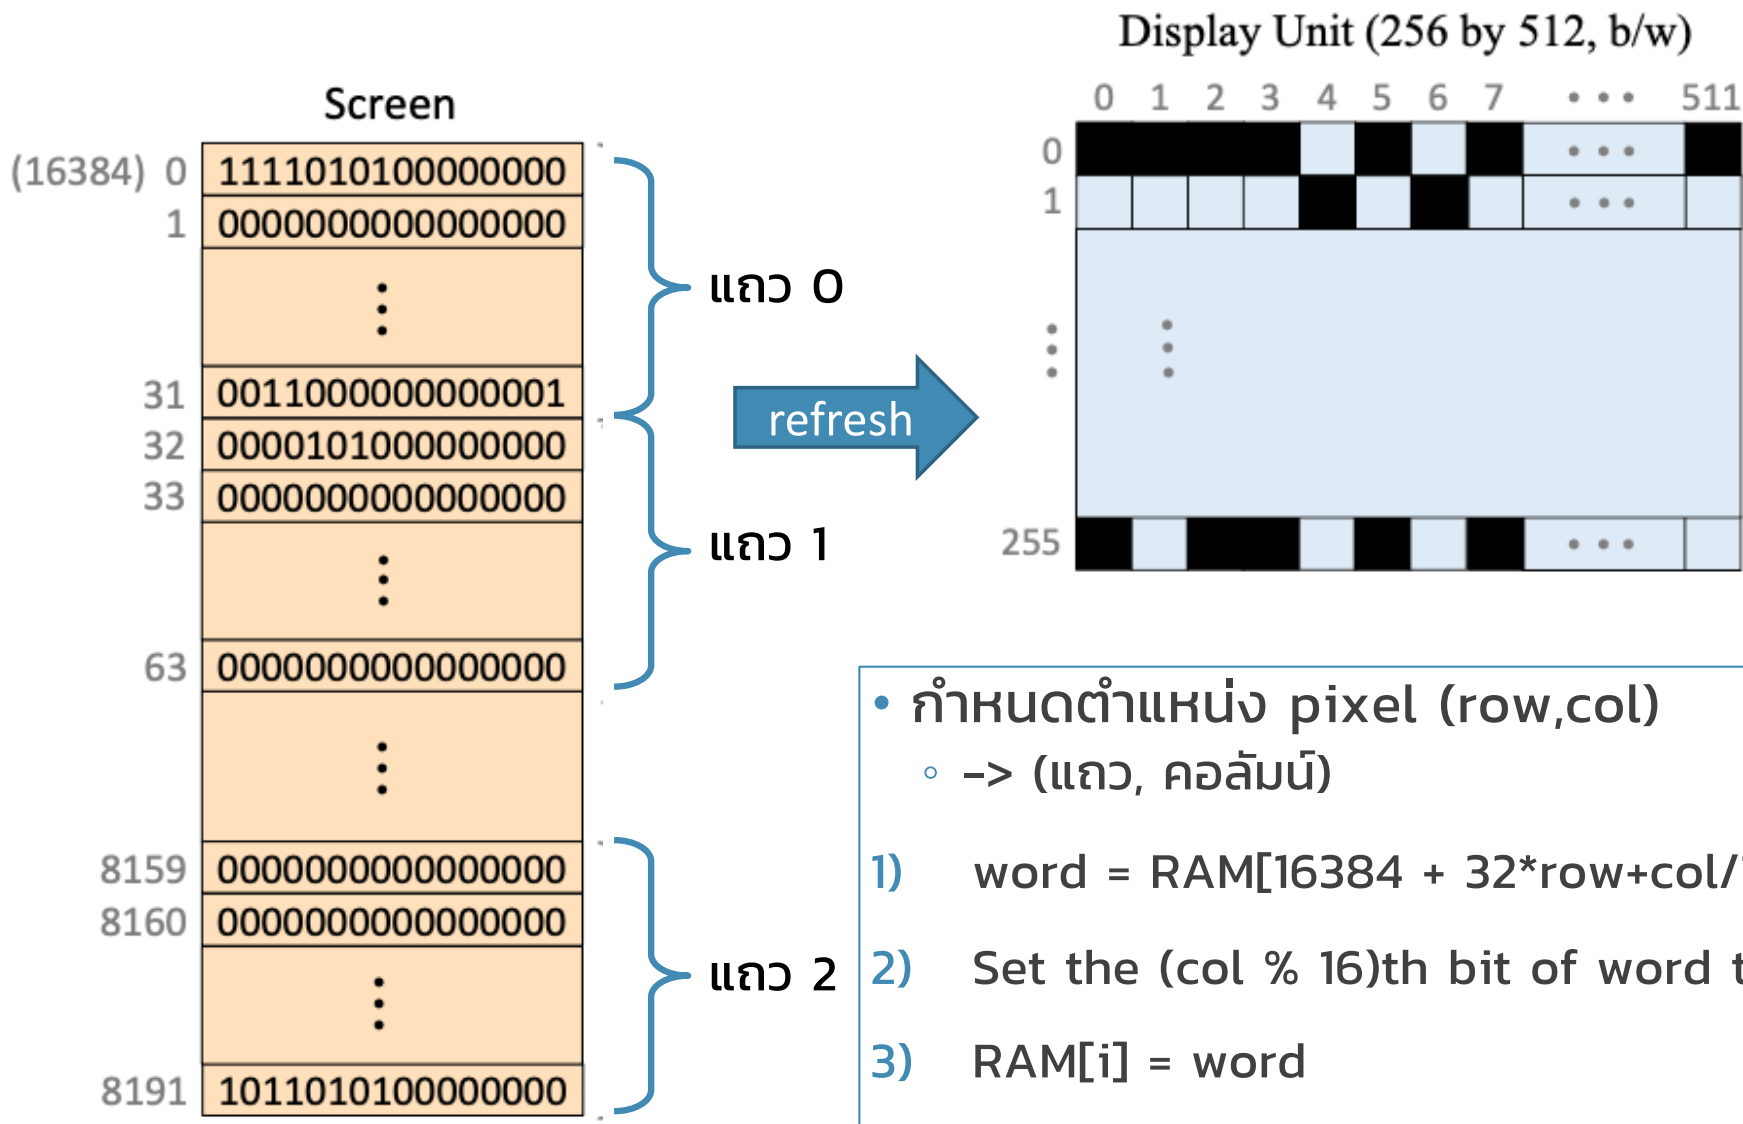 Screen
(16384) 0 1111010100000000
1 0000000000000000
31 0011000000000001
32 0000101000000000
33 0000000000000000
63 0000000000000000
8159 0000000000000000
8160 0000000000000000
8191 1011010100000000
แถว 0
แถว 1
แถว 2
refresh
Display Unit (256 by 512, b/w)
0 1 2 3 4 5 6 7 • • • 511
0 • • •
1 • • •
255 • • •
• กำหนดตำแหน่ง pixel (row,col)
◦ -> (แถว, คอลัมน์)
1) word = RAM[16384 + 32*row+col/
2) Set the (col % 16)th bit of word
3) RAM[i] = word